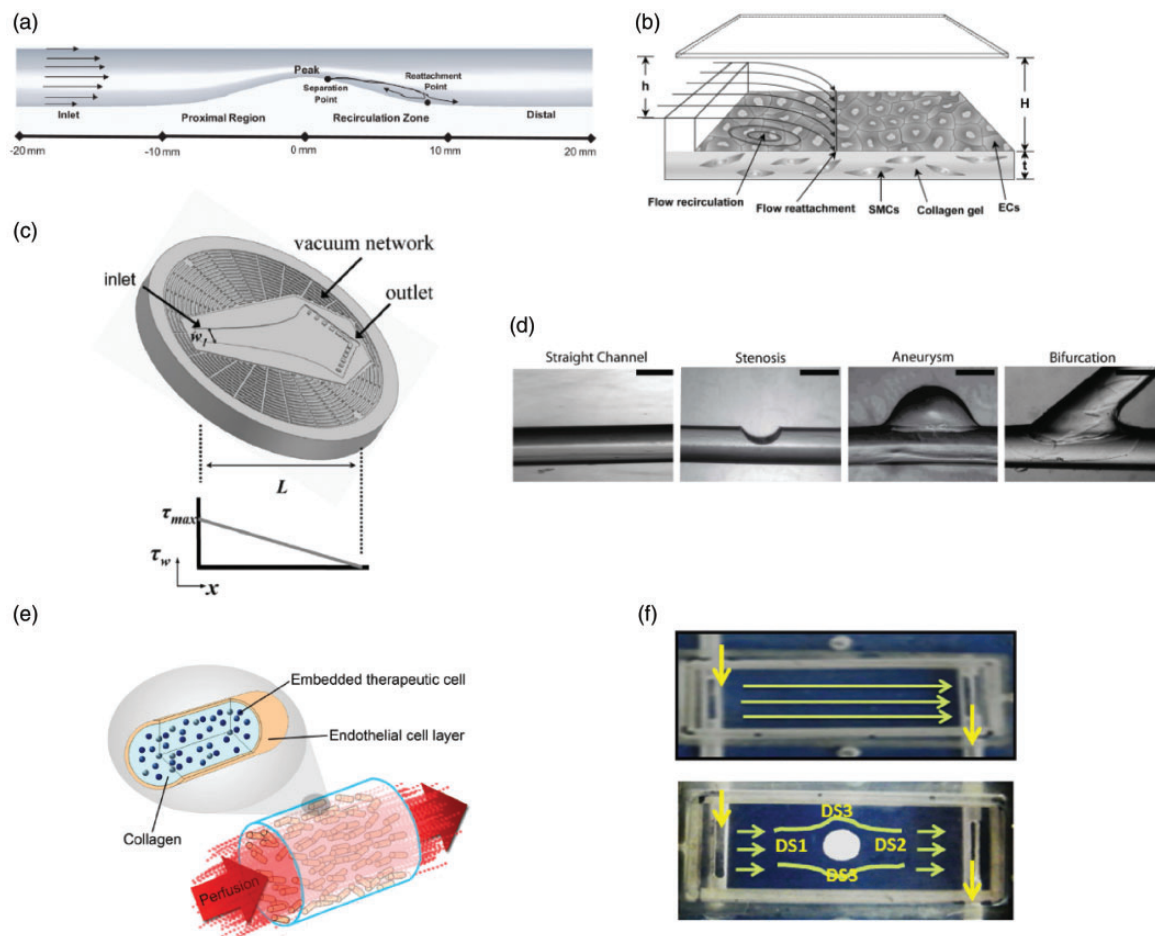 (a)
Peak
Separation
Point
Reattachment
Point
Inlet
Proximal Region
Recirculation Zone
Distal
-20 mm
-10 mm
0 mm
10 mm
20 mm
(b)
h
H
t
Flow recirculation
Flow reattachment
SMCs
Collagen gel
ECs
(c)
vacuum network
inlet
outlet
w₁
L
τmax
τw
x
(d)
Straight Channel
Stenosis
Aneurysm
Bifurcation
(e)
Embedded therapeutic cell
Endothelial cell layer
Collagen
Perfusion
(f)
DS3
DS1
DS2
DS3